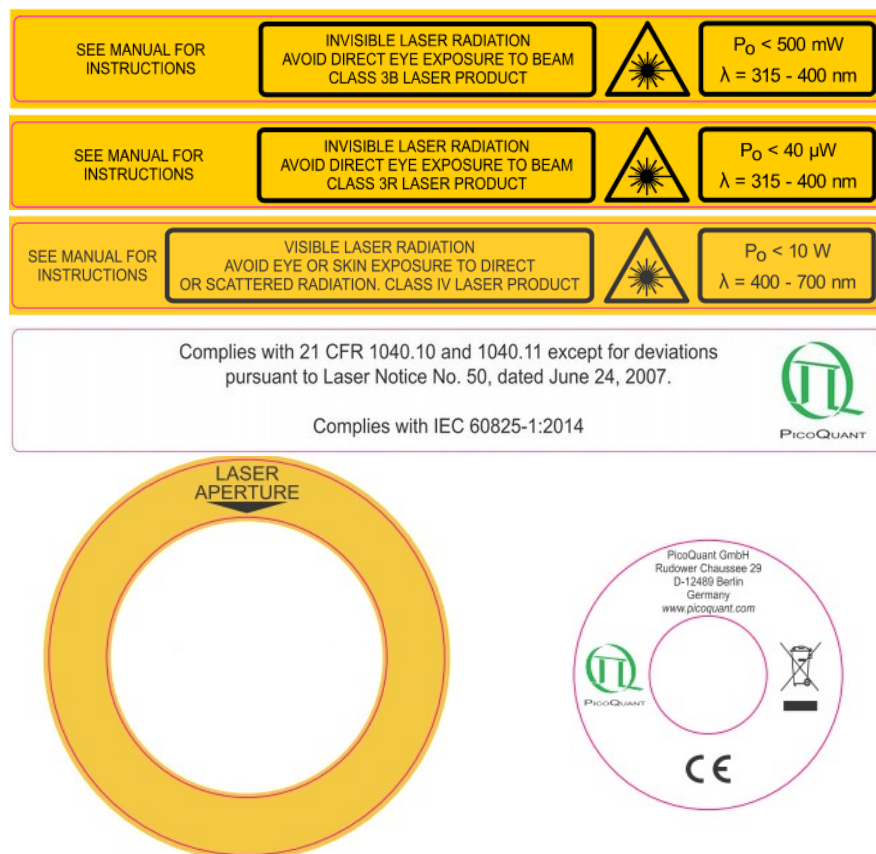 SEE MANUAL FOR
INSTRUCTIONS
INVISIBLE LASER RADIATION
AVOID DIRECT EYE EXPOSURE TO BEAM
CLASS 3B LASER PRODUCT
Po < 500 mW
λ = 315 - 400 nm
SEE MANUAL FOR
INSTRUCTIONS
INVISIBLE LASER RADIATION
AVOID DIRECT EYE EXPOSURE TO BEAM
CLASS 3R LASER PRODUCT
Po < 40 µW
λ = 315 - 400 nm
SEE MANUAL FOR
INSTRUCTIONS
VISIBLE LASER RADIATION
AVOID EYE OR SKIN EXPOSURE TO DIRECT
OR SCATTERED RADIATION. CLASS IV LASER PRODUCT
Po < 10 W
λ = 400 - 700 nm
Complies with 21 CFR 1040.10 and 1040.11 except for deviations
pursuant to Laser Notice No. 50, dated June 24, 2007.
Complies with IEC 60825-1:2014
PICOQUANT
LASER
APERTURE
PicoQuant GmbH
Rudower Chaussee 29
D-12489 Berlin
Germany
www.picoquant.com
PICOQUANT
CE